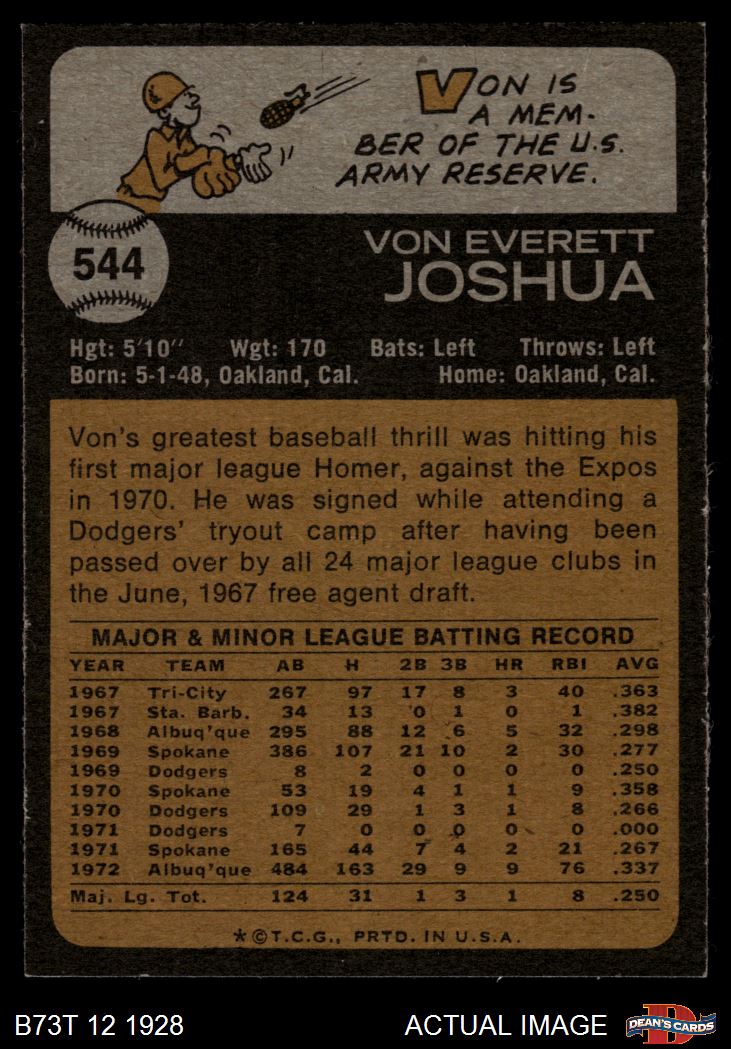 VON IS
A MEM-
BER OF THE U.S.
ARMY RESERVE.
544
VON EVERETT
JOSHUA
Hgt: 5'10" Wgt: 170 Bats: Left Throws: Left
Born: 5-1-48, Oakland, Cal. Home: Oakland, Cal.
Von's greatest baseball thrill was hitting his
first major league Homer, against the Expos
in 1970. He was signed while attending a
Dodgers' tryout camp after having been
passed over by all 24 major league clubs in
the June, 1967 free agent draft.
MAJOR & MINOR LEAGUE BATTING RECORD
YEAR TEAM AB H 2B 3B HR RBI AVG
1967 Tri-City 267 97 17 8 3 40 .363
1967 Sta. Barb. 34 13 0 1 0 1 .382
1968 Albuq'que 295 88 12 6 5 32 .298
1969 Spokane 386 107 21 10 2 30 .277
1969 Dodgers 8 2 0 0 0 0 .250
1970 Spokane 53 19 4 1 1 9 .358
1970 Dodgers 109 29 1 3 1 8 .266
1971 Dodgers 7 0 0 0 0 0 .000
1971 Spokane 165 44 7 4 2 21 .267
1972 Albuq'que 484 163 29 9 9 76 .337
Maj. Lg. Tot. 124 31 1 3 1 8 .250
*©T.C.G., PRTD. IN U.S.A.
B73T 12 1928 ACTUAL IMAGE D DEAN'S CARDS